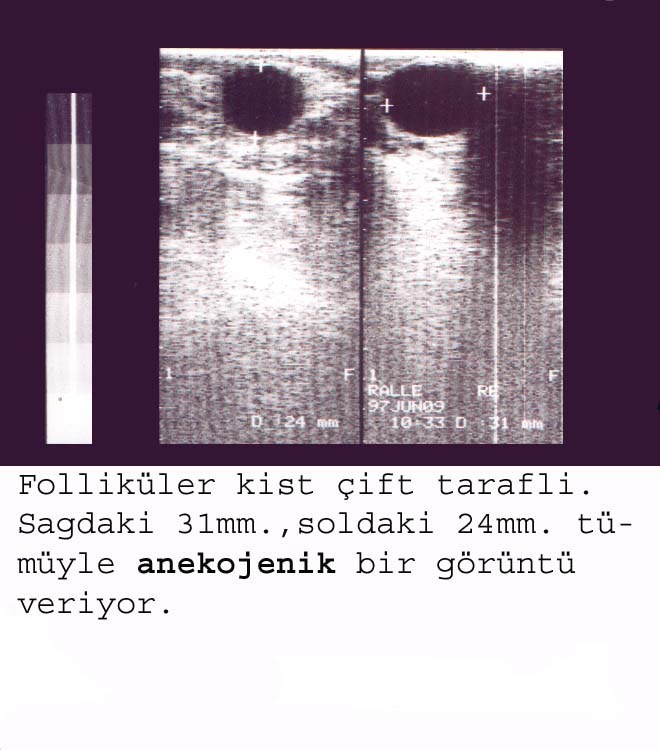 1 F 1 F
RALLE RE
97JUN09
D :24 mm 10:33 D :31 mm
Folliküler kist çift tarafli.
Sagdaki 31mm.,soldaki 24mm. tü-
müyle anekojenik bir görüntü
veriyor.